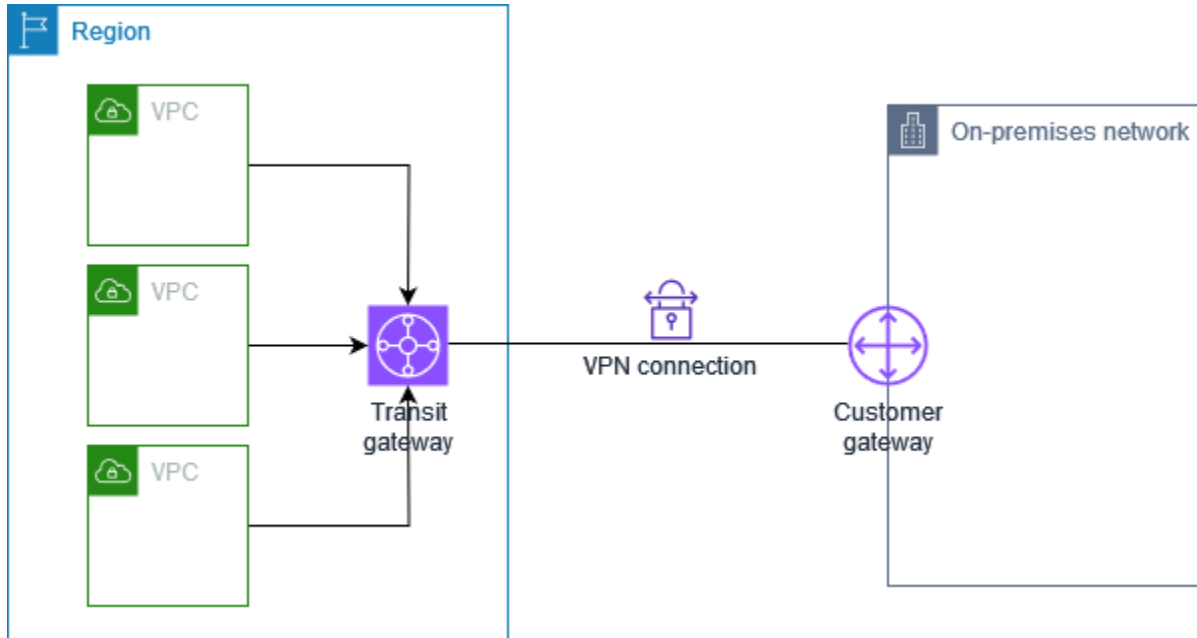 Region
VPC
On-premises network
VPC
VPN connection
Transit
gateway
Customer
gateway
VPC